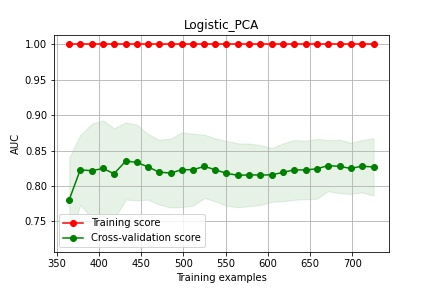 Logistic_PCA
1.00
0.95
0.90
0.85
0.80
0.75
AUC
Training score
Cross-validation score
350 400 450 500 550 600 650 700
Training examples